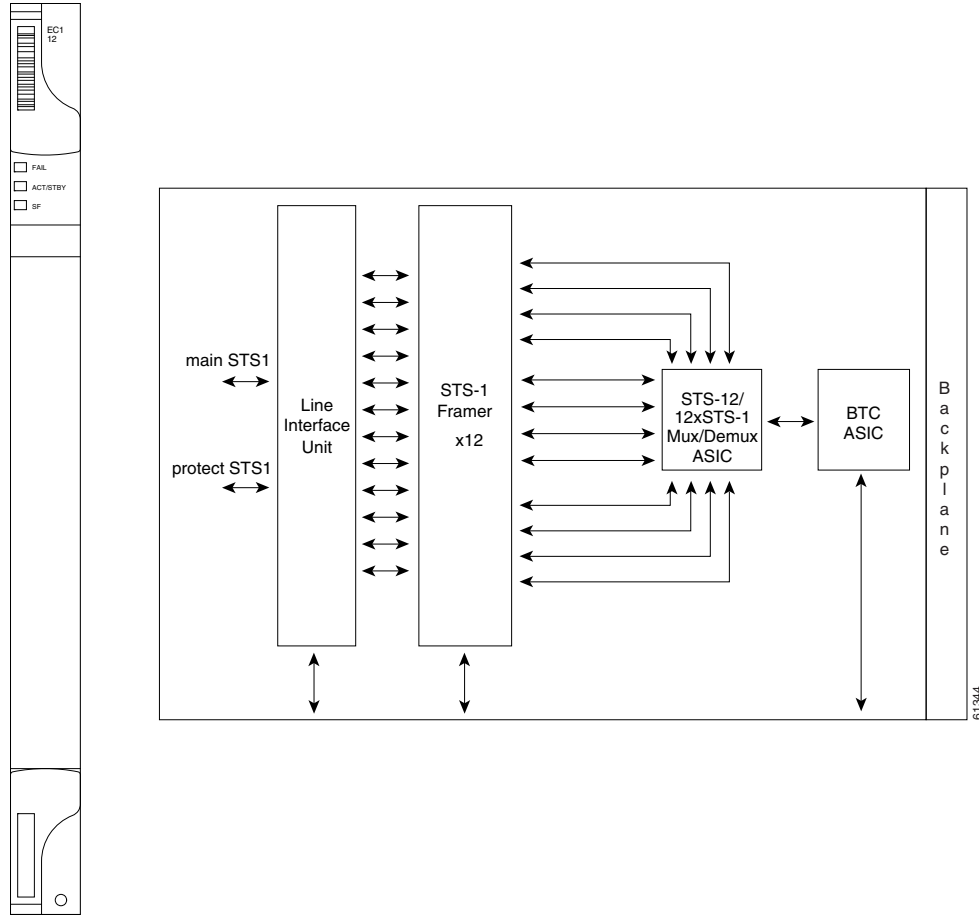 EC1
12
FAIL
ACT/STBY
SF
main STS1
protect STS1
Line
Interface
Unit
STS-1
Framer
x12
STS-12/
12xSTS-1
Mux/Demux
ASIC
BTC
ASIC
B
a
c
k
p
l
a
n
e
61344